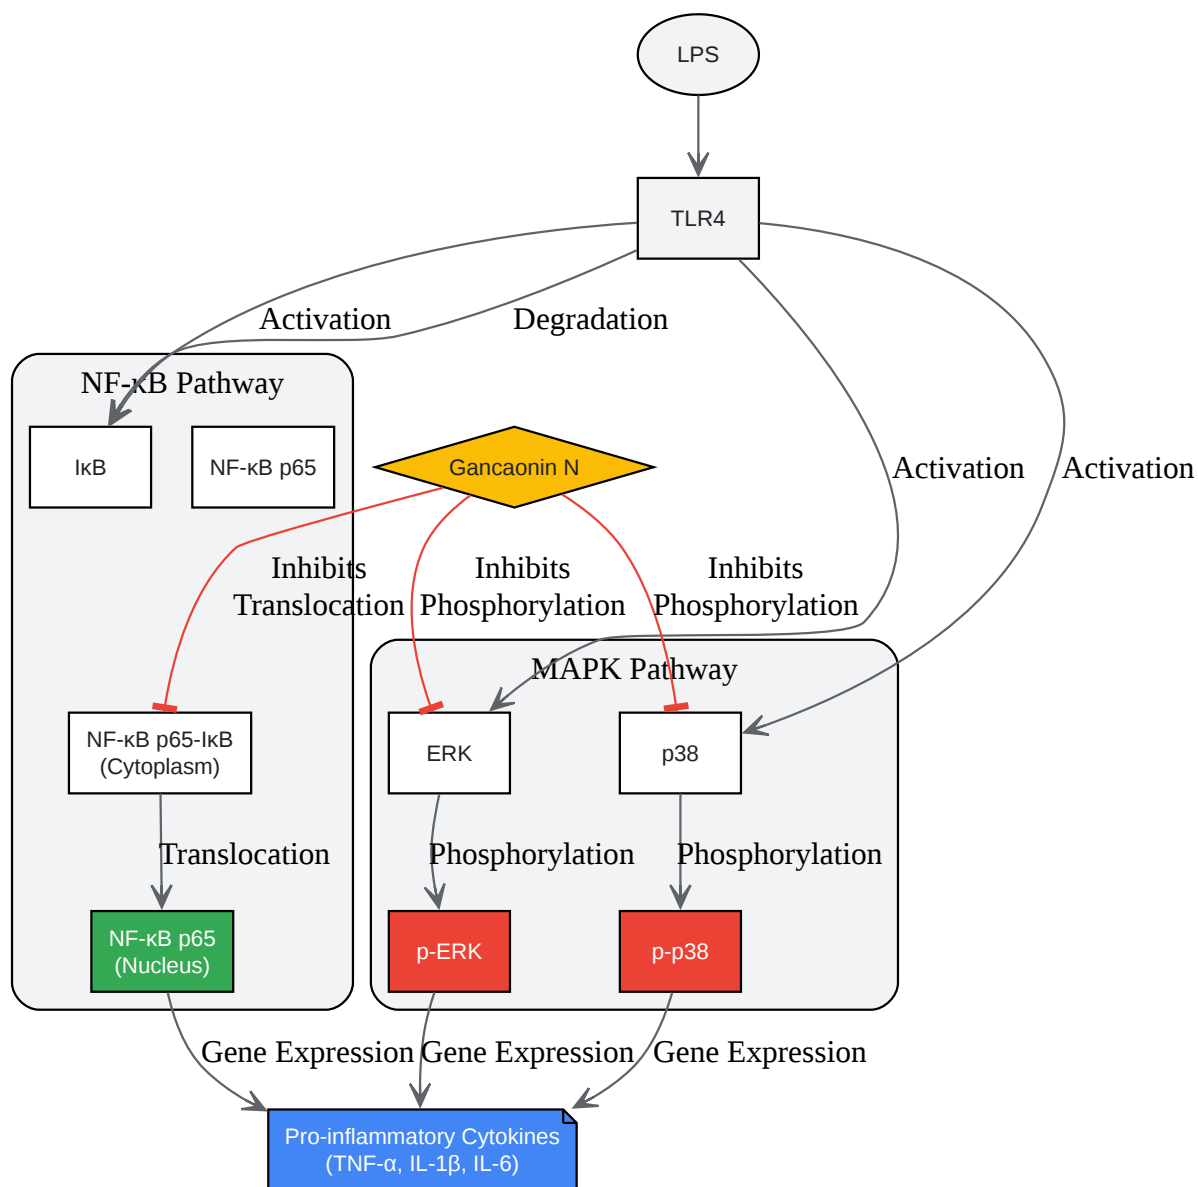 LPS
TLR4
Activation
Degradation
NF-κB Pathway
IκB
NF-κB p65
Gancaonin N
Activation
Activation
Inhibits
Translocation
Inhibits
Phosphorylation
Inhibits
Phosphorylation
MAPK Pathway
NF-κB p65-IκB
(Cytoplasm)
ERK
p38
Translocation
Phosphorylation
Phosphorylation
NF-κB p65
(Nucleus)
p-ERK
p-p38
Gene Expression
Gene Expression
Gene Expression
Pro-inflammatory Cytokines
(TNF-α, IL-1β, IL-6)